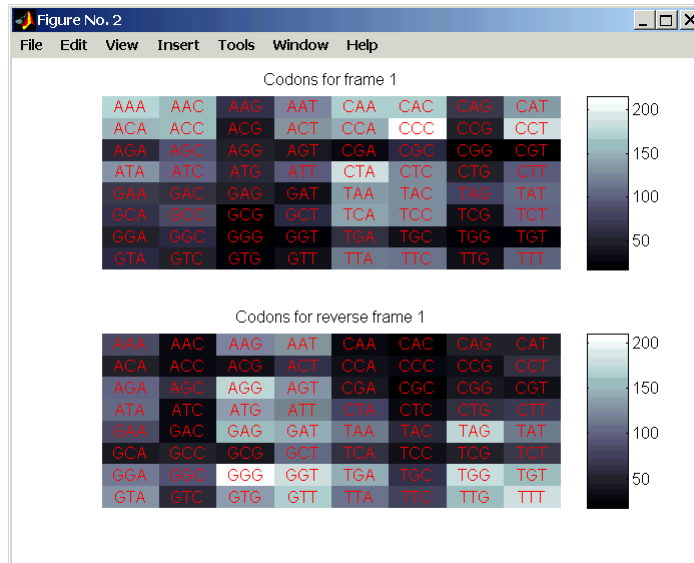 Figure No. 2
File Edit View Insert Tools Window Help
Codons for frame 1
AAA AAC AAG AAT CAA CAC CAG CAT
ACA ACC ACG ACT CCA CCC CCG CCT
AGA AGC AGG AGT CGA CGC CGG CGT
ATA ATC ATG ATT CTA CTC CTG CTT
GAA GAC GAG GAT TAA TAC TAG TAT
GCA GCC GCG GCT TCA TCC TCG TCT
GGA GGC GGG GGT TGA TGC TGG TGT
GTA GTC GTG GTT TTA TTC TTG TTT
200
150
100
50
Codons for reverse frame 1
AAA AAC AAG AAT CAA CAC CAG CAT
ACA ACC ACG ACT CCA CCC CCG CCT
AGA AGC AGG AGT CGA CGC CGG CGT
ATA ATC ATG ATT CTA CTC CTG CTT
GAA GAC GAG GAT TAA TAC TAG TAT
GCA GCC GCG GCT TCA TCC TCG TCT
GGA GGC GGG GGT TGA TGC TGG TGT
GTA GTC GTG GTT TTA TTC TTG TTT
200
150
100
50